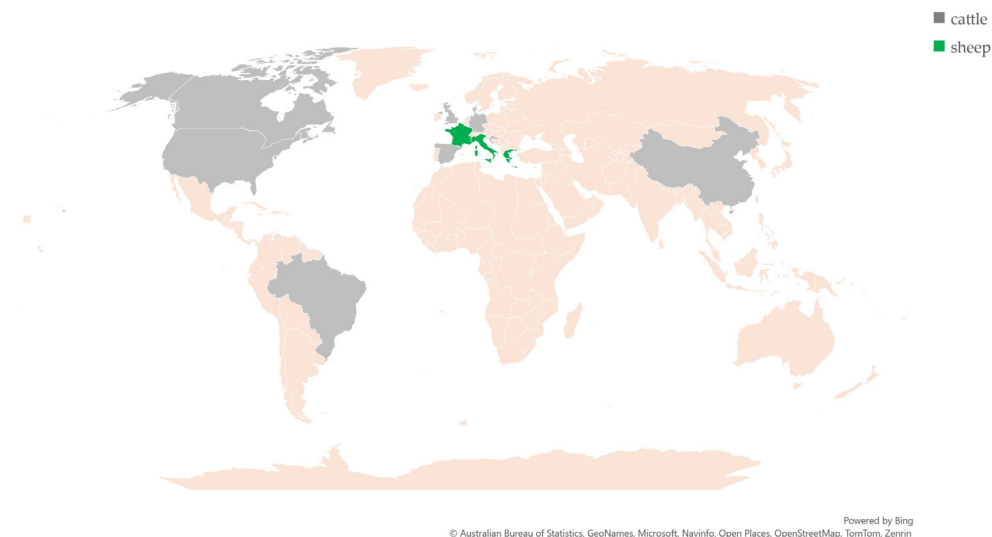 cattle
sheep
Powered by Bing
© Australian Bureau of Statistics, GeoNames, Microsoft, Navinfo, Open Places, OpenStreetMap, TomTom, Zenrin